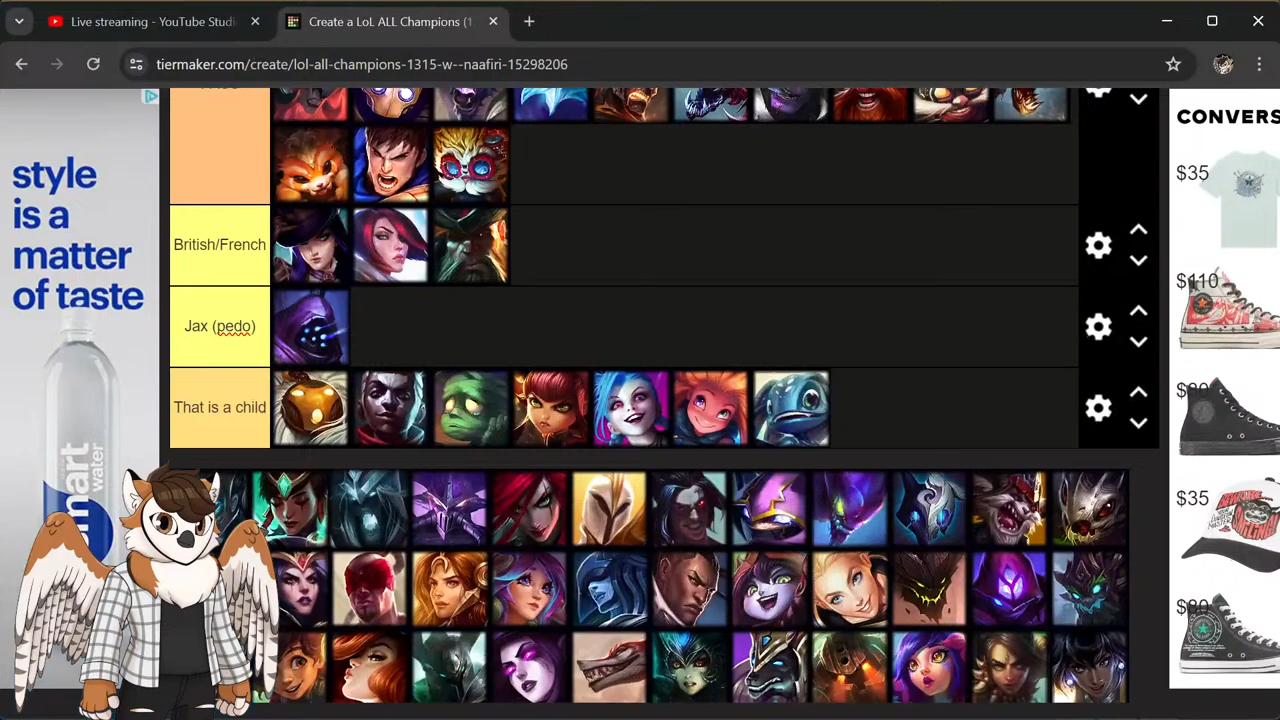 Live streaming - YouTube Studi
Create a LoL ALL Champions (1
tiermaker.com/create/lol-all-champions-1315-w--naafiri-15298206
style
is a
matter
of taste
British/French
Jax (pedo)
That is a child
CONVERS
$35
$110
$35